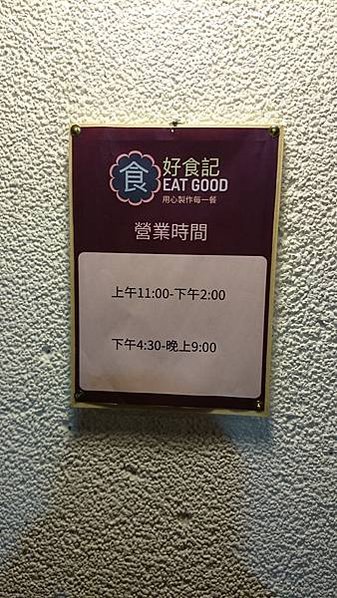 食
好食記
EAT GOOD
用心製作每一餐
營業時間
上午11:00-下午2:00
下午4:30-晚上9:00